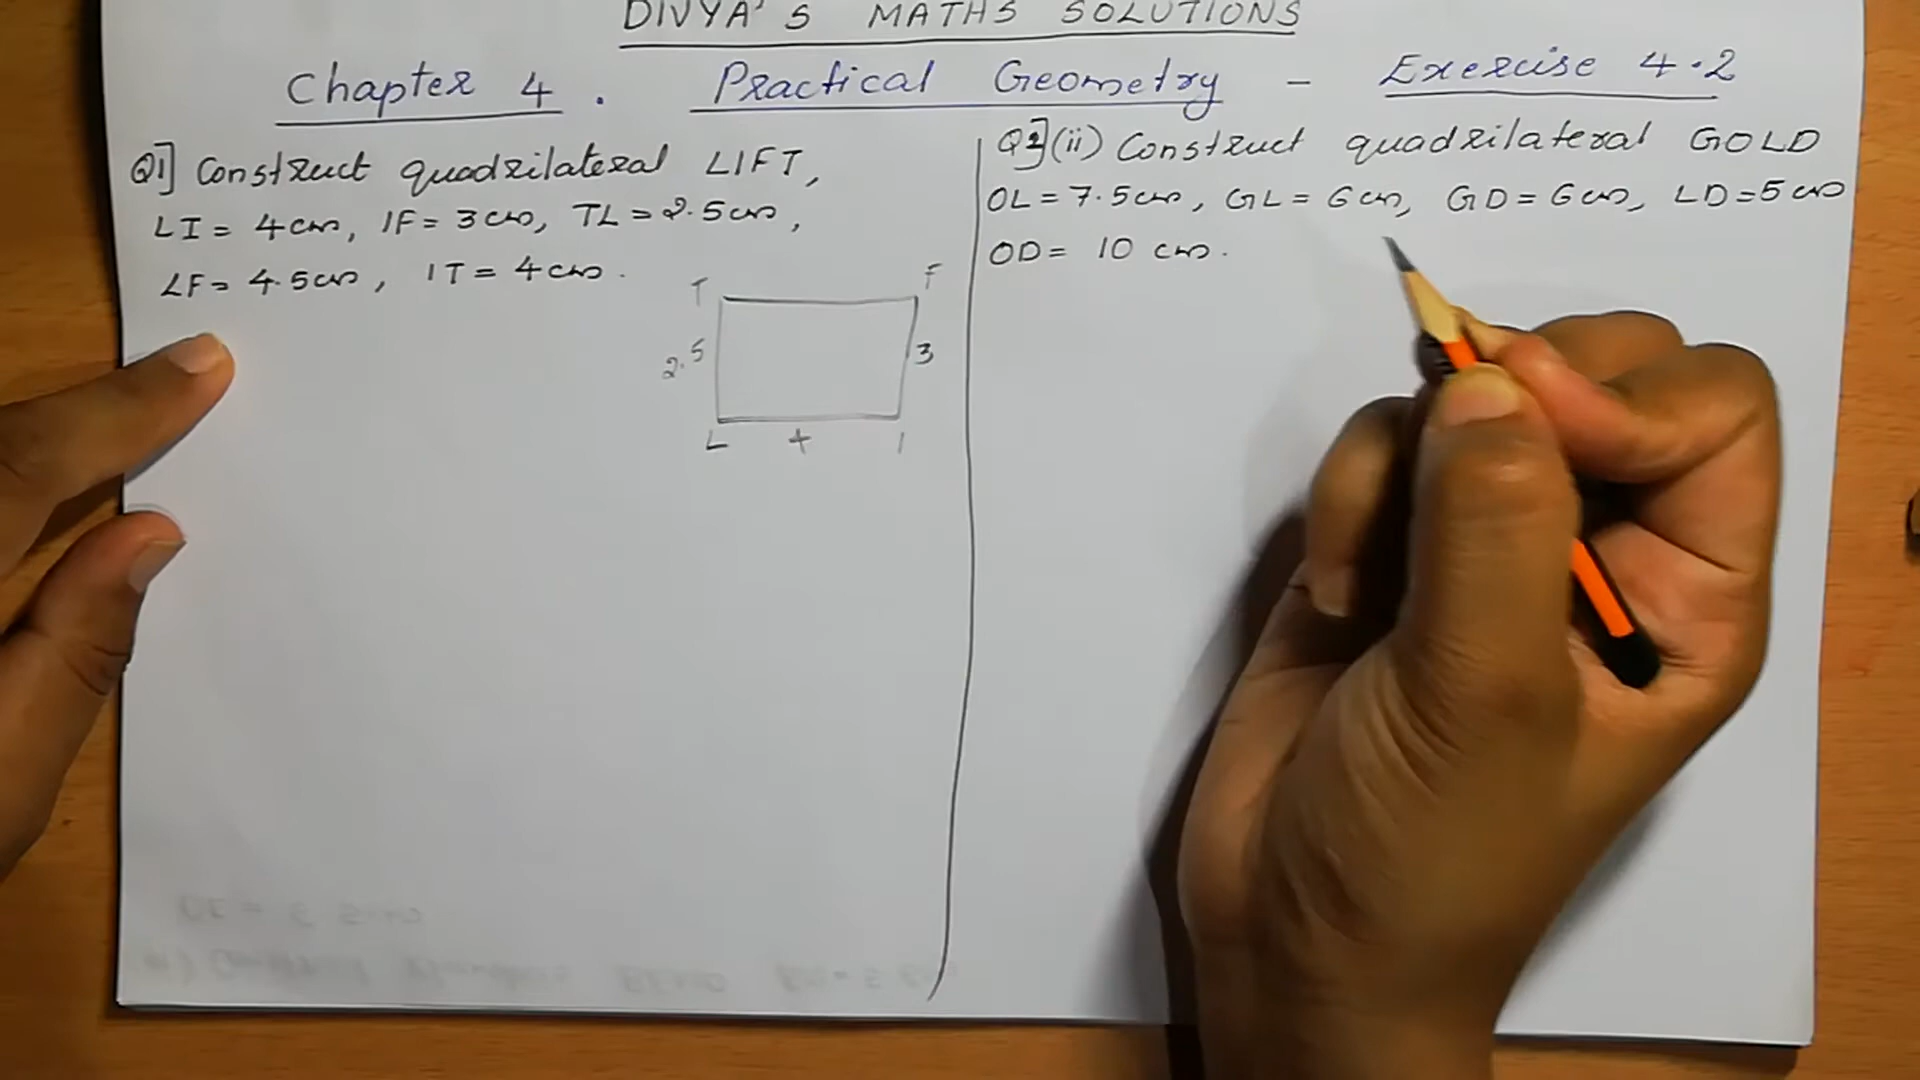 DIVYA'S MATHS SOLUTIONS
Chapter 4. Practical Geometry - Exercise 4.2
Q1] Construct quadrilateral LIFT,
LI = 4cm, IF = 3cm, TL = 2.5cm,
LF = 4.5cm, IT = 4cm.
T F
2.5 3
L 4 I
Q2](ii) Construct quadrilateral GOLD
OL = 7.5cm, GL = 6cm, GD = 6cm, LD = 5cm
OD = 10 cm.